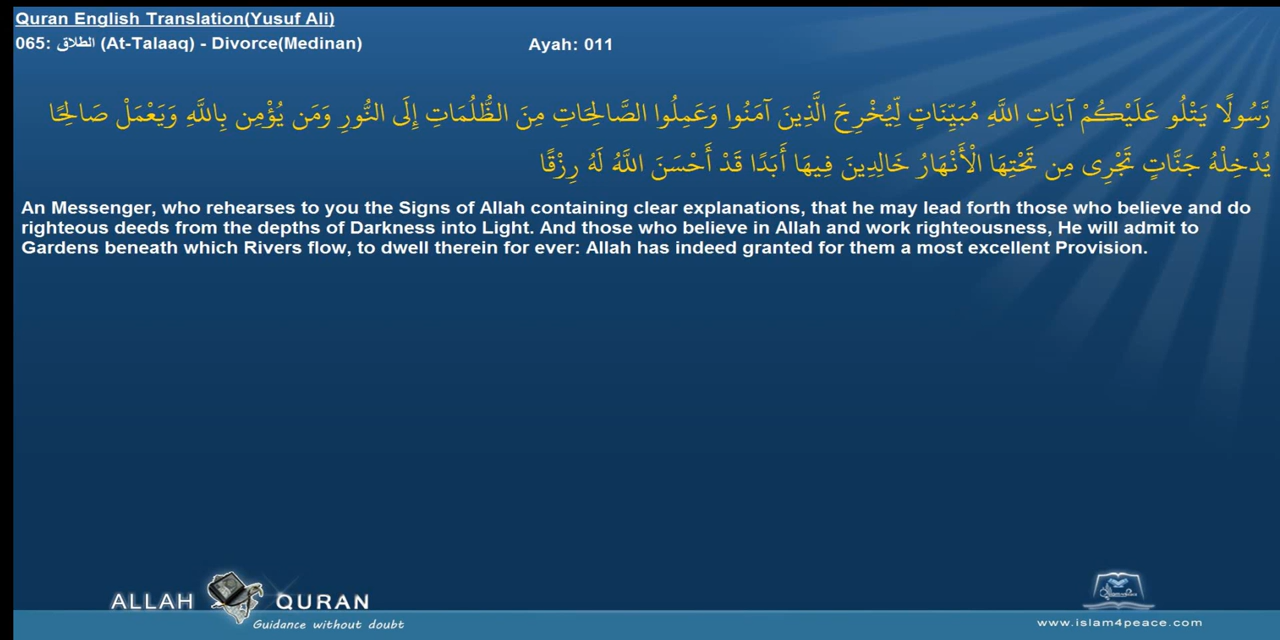 Quran English Translation(Yusuf Ali)
065: الطلاق (At-Talaaq) - Divorce(Medinan) Ayah: 011
رَّسُولًا يَتْلُو عَلَيْكُمْ آيَاتِ اللَّهِ مُبَيِّنَاتٍ لِّيُخْرِجَ الَّذِينَ آمَنُوا وَعَمِلُوا الصَّالِحَاتِ مِنَ الظُّلُمَاتِ إِلَى النُّورِ وَمَن يُؤْمِن بِاللَّهِ وَيَعْمَلْ صَالِحًا
يُدْخِلْهُ جَنَّاتٍ تَجْرِى مِن تَحْتِهَا الْأَنْهَارُ خَالِدِينَ فِيهَا أَبَدًا قَدْ أَحْسَنَ اللَّهُ لَهُ رِزْقًا
An Messenger, who rehearses to you the Signs of Allah containing clear explanations, that he may lead forth those who believe and do
righteous deeds from the depths of Darkness into Light. And those who believe in Allah and work righteousness, He will admit to
Gardens beneath which Rivers flow, to dwell therein for ever: Allah has indeed granted for them a most excellent Provision.
ALLAH QURAN
Guidance without doubt
www.islam4peace.com